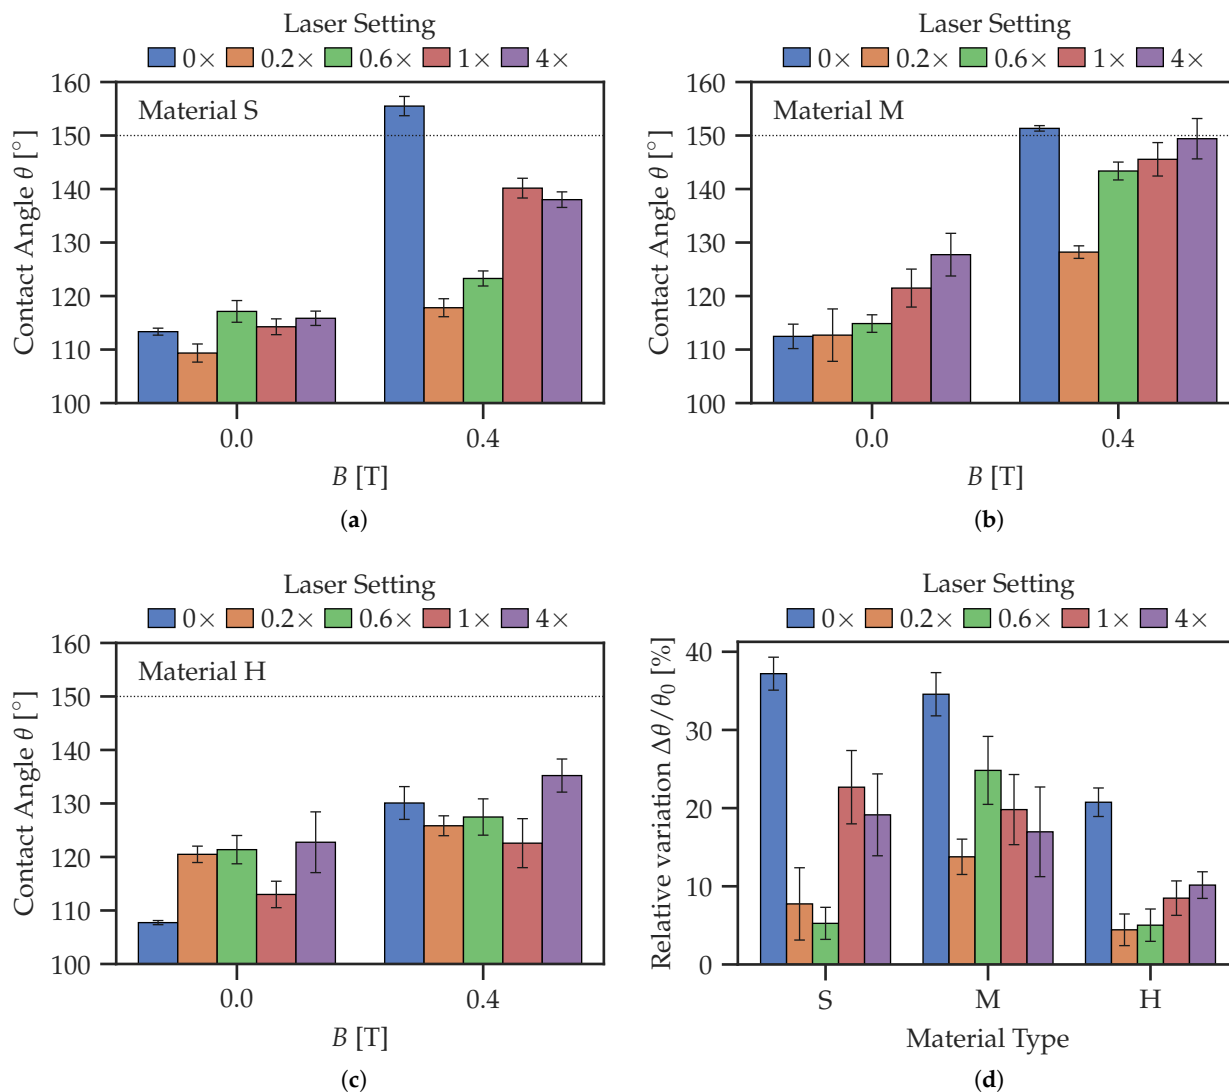 Laser Setting
0× 0.2× 0.6× 1× 4×
Material S
Contact Angle θ [°]
160
150
140
130
120
110
100
0.0 0.4
B [T]
(a)
Laser Setting
0× 0.2× 0.6× 1× 4×
Material M
Contact Angle θ [°]
160
150
140
130
120
110
100
0.0 0.4
B [T]
(b)
Laser Setting
0× 0.2× 0.6× 1× 4×
Material H
Contact Angle θ [°]
160
150
140
130
120
110
100
0.0 0.4
B [T]
(c)
Laser Setting
0× 0.2× 0.6× 1× 4×
Relative variation Δθ/θ₀ [%]
40
30
20
10
0
S M H
Material Type
(d)